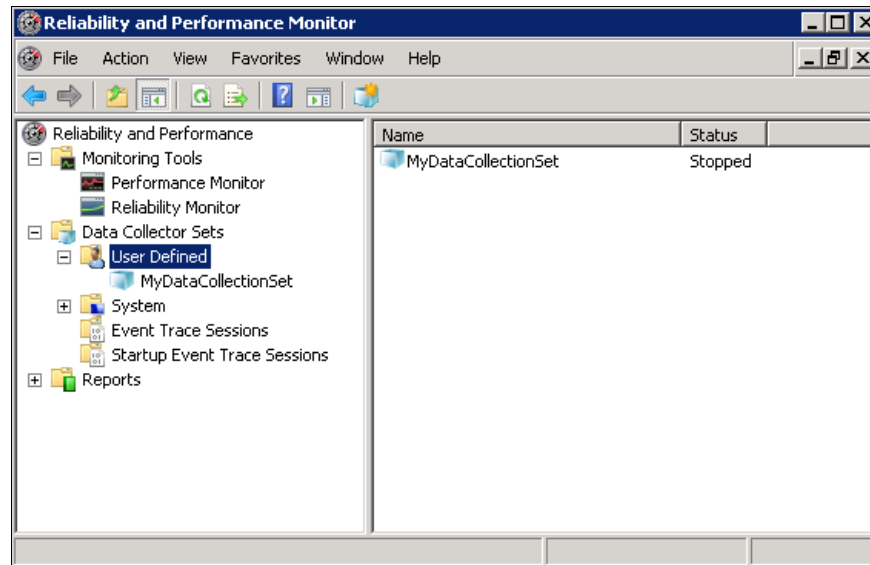 Reliability and Performance Monitor
File Action View Favorites Window Help
Reliability and Performance
Monitoring Tools
Performance Monitor
Reliability Monitor
Data Collector Sets
User Defined
MyDataCollectionSet
System
Event Trace Sessions
Startup Event Trace Sessions
Reports
Name Status
MyDataCollectionSet Stopped